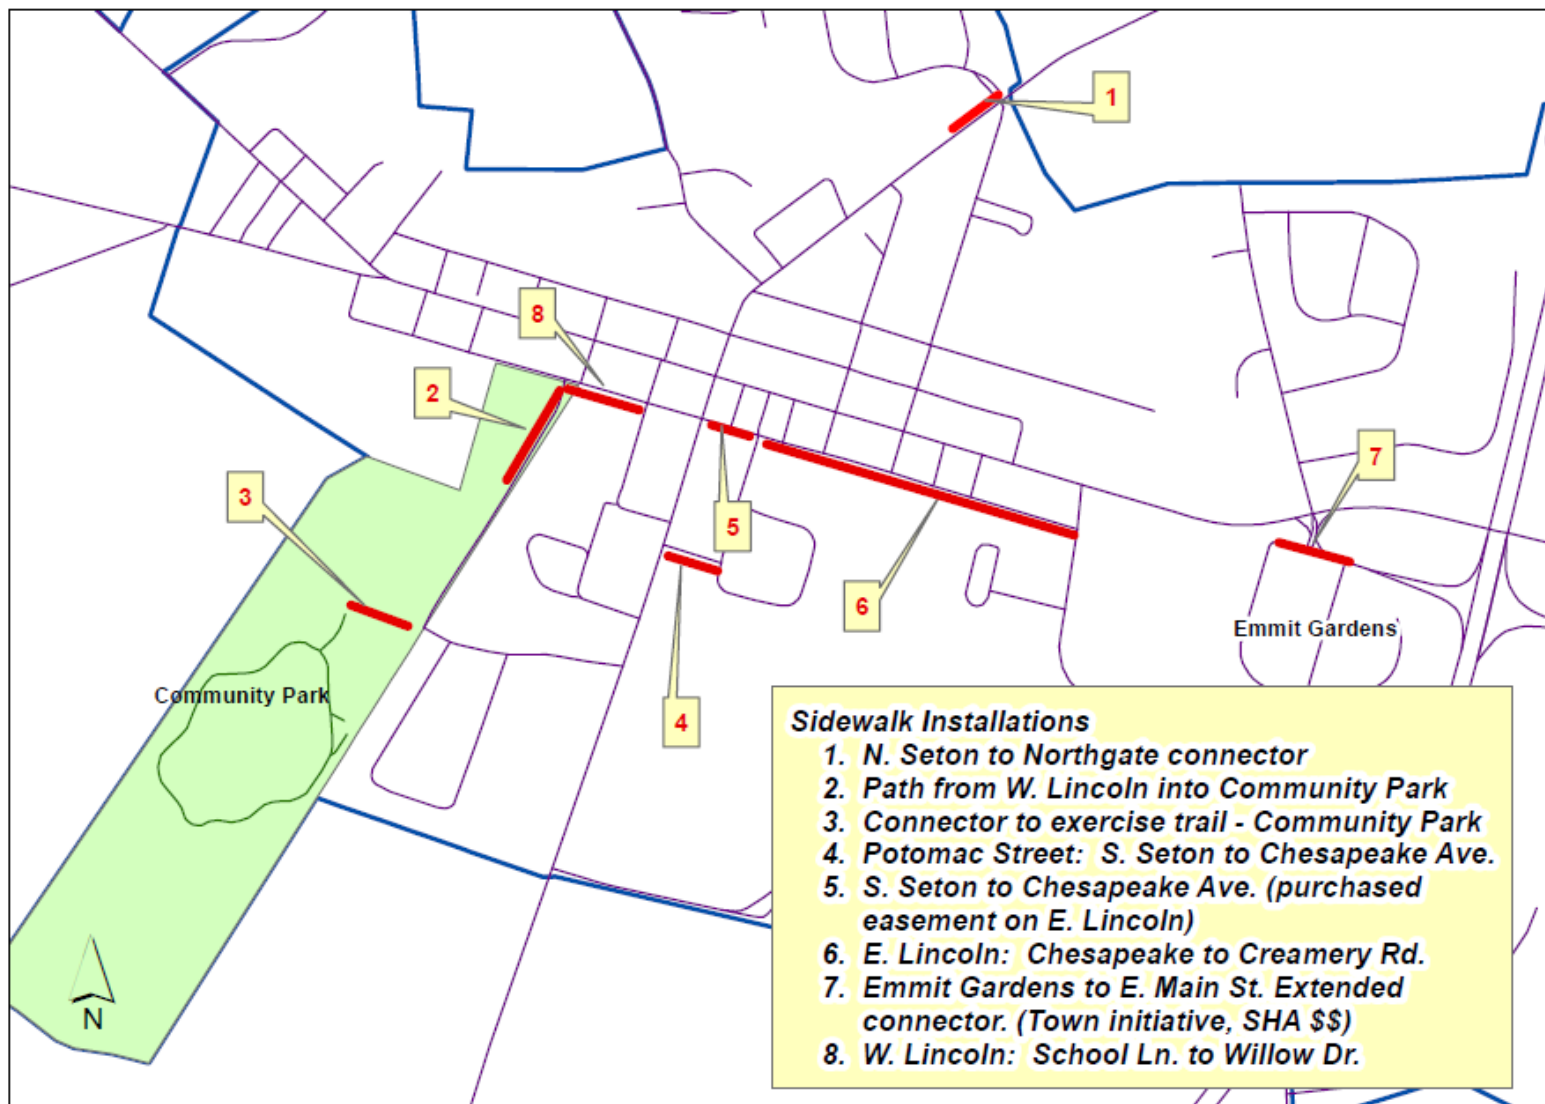 1
8
2
7
3
5
6
Emmit Gardens
Community Park
4
Sidewalk Installations
1. N. Seton to Northgate connector
2. Path from W. Lincoln into Community Park
3. Connector to exercise trail - Community Park
4. Potomac Street: S. Seton to Chesapeake Ave.
5. S. Seton to Chesapeake Ave. (purchased
easement on E. Lincoln)
6. E. Lincoln: Chesapeake to Creamery Rd.
7. Emmit Gardens to E. Main St. Extended
connector. (Town initiative, SHA $$)
8. W. Lincoln: School Ln. to Willow Dr.
N